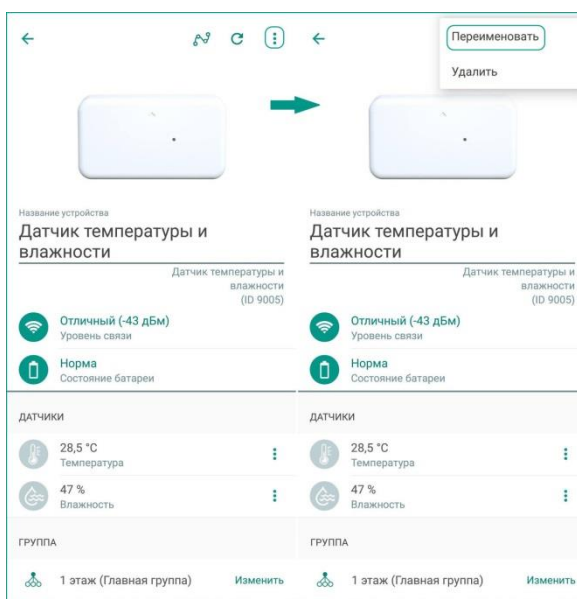 Название устройства
Датчик температуры и
влажности
Датчик температуры и
влажности
(ID 9005)
Отличный (-43 дБм)
Уровень связи
Норма
Состояние батареи
ДАТЧИКИ
28,5 °C
Температура
47 %
Влажность
ГРУППА
1 этаж (Главная группа) Изменить
Переименовать
Удалить
Название устройства
Датчик температуры и
влажности
Датчик температуры и
влажности
(ID 9005)
Отличный (-43 дБм)
Уровень связи
Норма
Состояние батареи
ДАТЧИКИ
28,5 °C
Температура
47 %
Влажность
ГРУППА
1 этаж (Главная группа) Изменить